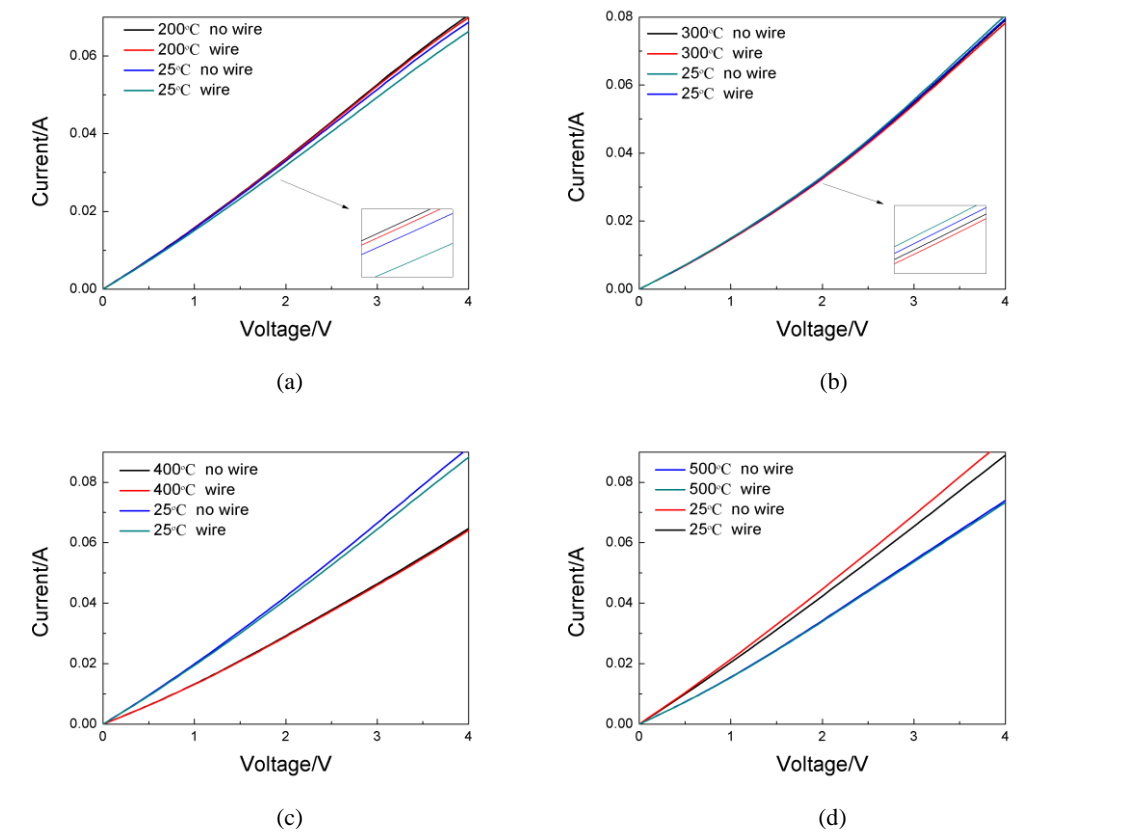 200℃ no wire
200℃ wire
25℃ no wire
25℃ wire
0.06
0.04
0.02
0.00
0 1 2 3 4
Current/A
Voltage/V
(a)
300℃ no wire
300℃ wire
25℃ no wire
25℃ wire
0.08
0.06
0.04
0.02
0.00
0 1 2 3 4
Current/A
Voltage/V
(b)
400℃ no wire
400℃ wire
25℃ no wire
25℃ wire
0.08
0.06
0.04
0.02
0.00
0 1 2 3 4
Current/A
Voltage/V
(c)
500℃ no wire
500℃ wire
25℃ no wire
25℃ wire
0.08
0.06
0.04
0.02
0.00
0 1 2 3 4
Current/A
Voltage/V
(d)